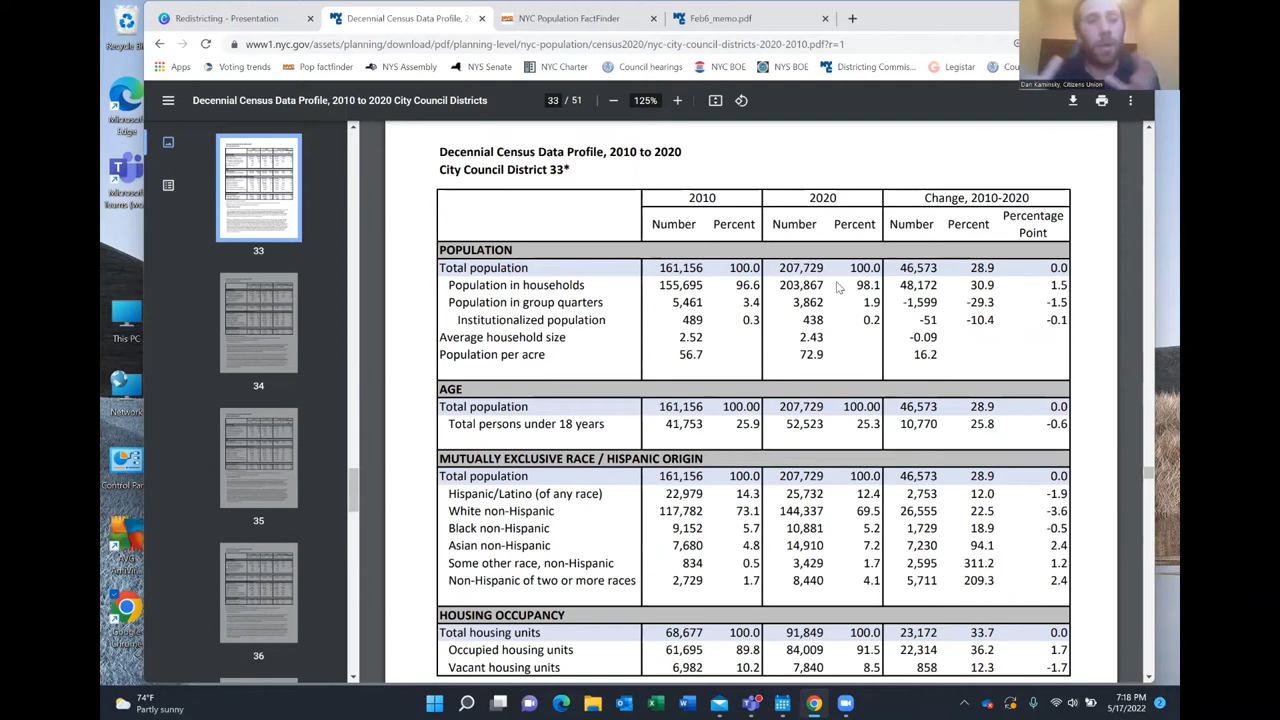 Recycle Bin
Microsoft
Edge
Microsoft
Teams (wo
This PC
Network
Control Pan
Google
Chrome
Redistricting - Presentation
Decennial Census Data Profile, 2
NYC Population FactFinder
Feb6_memo.pdf
www1.nyc.gov/assets/planning/download/pdf/planning-level/nyc-population/census2020/nyc-city-council-districts-2020-2010.pdf?r=1
Apps Voting trends Pop factfinder NYS Assembly NYS Senate NYC Charter Council hearings NYC BOE NYS BOE Districting Commis... Legistar Cou
Dan Kaminsky, Citizens Union
Decennial Census Data Profile, 2010 to 2020 City Council Districts 33 / 51 125%
33
34
35
36
Decennial Census Data Profile, 2010 to 2020
City Council District 33*
2010 2020 Change, 2010-2020
Number Percent Number Percent Number Percent Percentage Point
POPULATION
Total population 161,156 100.0 207,729 100.0 46,573 28.9 0.0
Population in households 155,695 96.6 203,867 98.1 48,172 30.9 1.5
Population in group quarters 5,461 3.4 3,862 1.9 -1,599 -29.3 -1.5
Institutionalized population 489 0.3 438 0.2 -51 -10.4 -0.1
Average household size 2.52 2.43 -0.09
Population per acre 56.7 72.9 16.2
AGE
Total population 161,156 100.00 207,729 100.00 46,573 28.9 0.0
Total persons under 18 years 41,753 25.9 52,523 25.3 10,770 25.8 -0.6
MUTUALLY EXCLUSIVE RACE / HISPANIC ORIGIN
Total population 161,156 100.0 207,729 100.0 46,573 28.9 0.0
Hispanic/Latino (of any race) 22,979 14.3 25,732 12.4 2,753 12.0 -1.9
White non-Hispanic 117,782 73.1 144,337 69.5 26,555 22.5 -3.6
Black non-Hispanic 9,152 5.7 10,881 5.2 1,729 18.9 -0.5
Asian non-Hispanic 7,680 4.8 14,910 7.2 7,230 94.1 2.4
Some other race, non-Hispanic 834 0.5 3,429 1.7 2,595 311.2 1.2
Non-Hispanic of two or more races 2,729 1.7 8,440 4.1 5,711 209.3 2.4
HOUSING OCCUPANCY
Total housing units 68,677 100.0 91,849 100.0 23,172 33.7 0.0
Occupied housing units 61,695 89.8 84,009 91.5 22,314 36.2 1.7
Vacant housing units 6,982 10.2 7,840 8.5 858 12.3 -1.7
74°F
Partly sunny
7:18 PM
5/17/2022
2